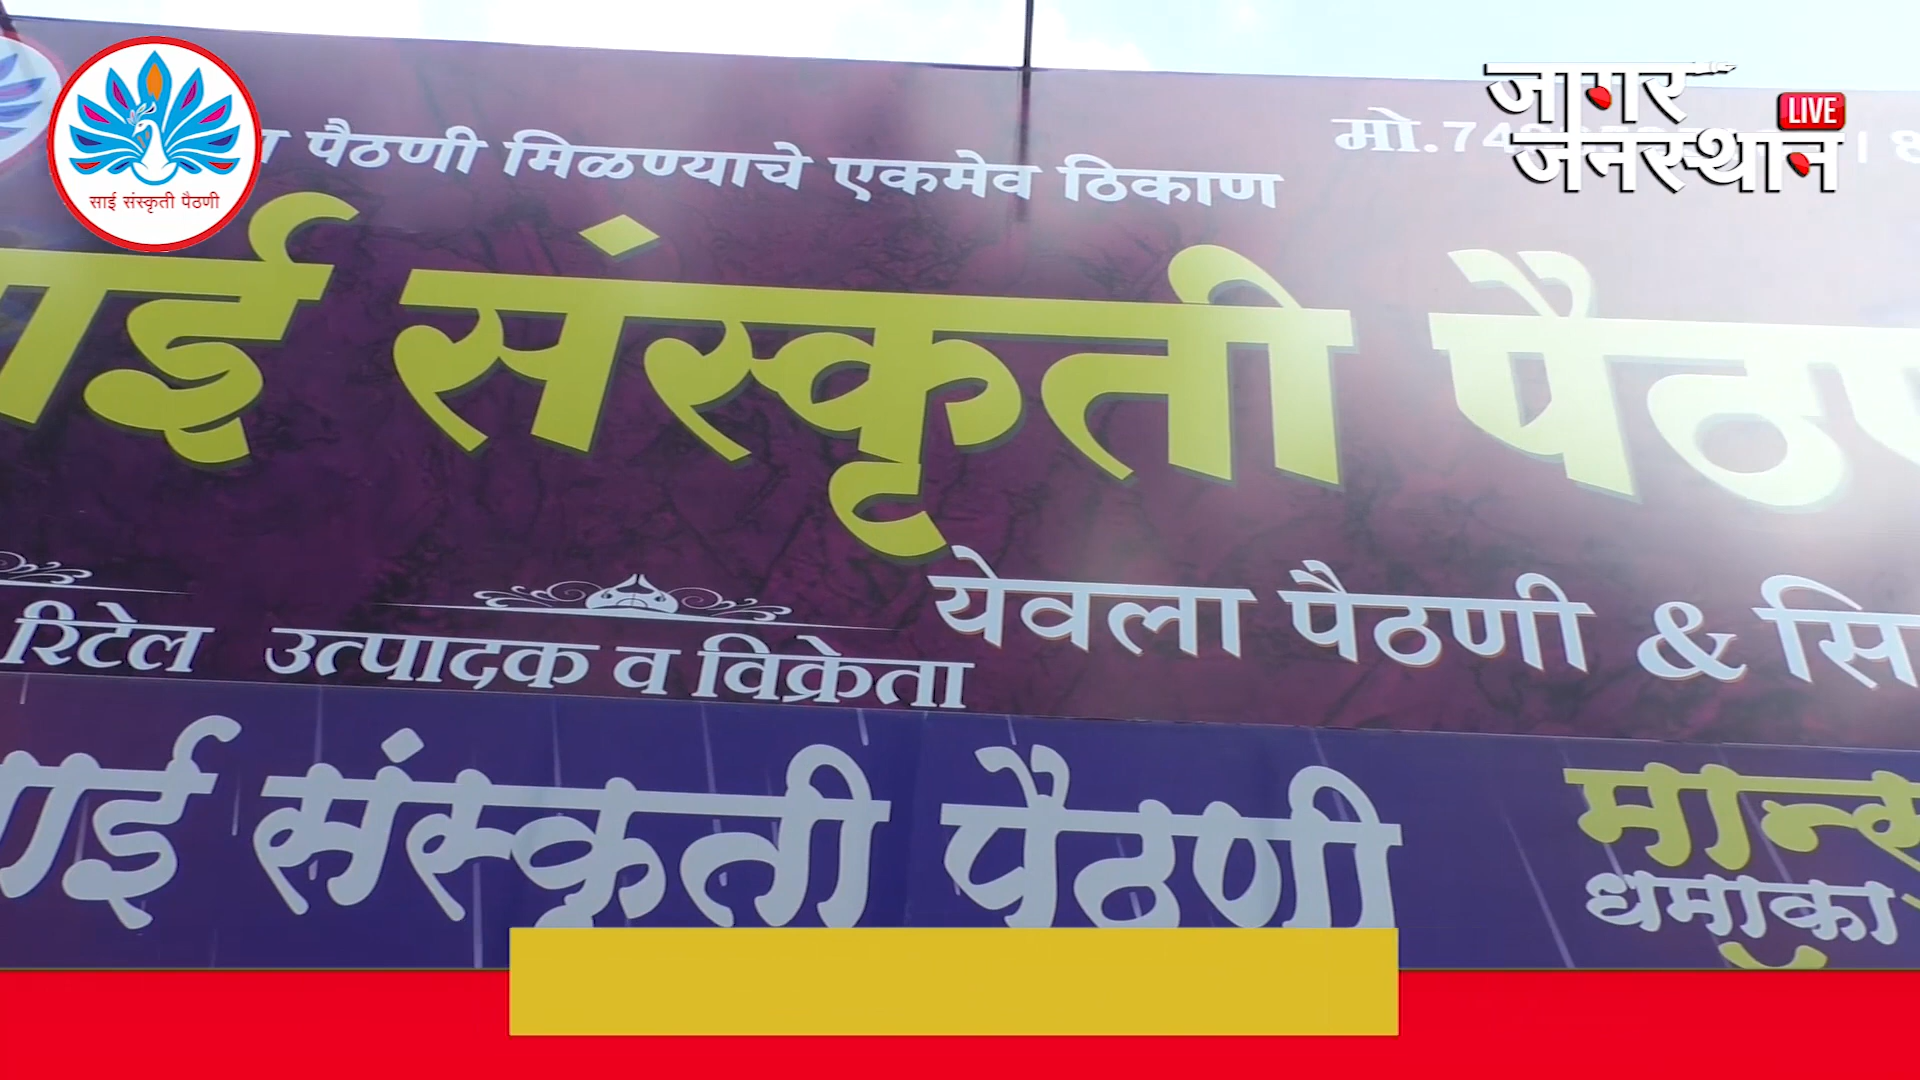 साई संस्कृती पैठणी
जागर
जनस्थान
LIVE
पैठणी मिळण्याचे एकमेव ठिकाण
मो.74
संस्कृती
रिटेल उत्पादक व विक्रेता
येवला पैठणी &
संस्कृती पैठणी
धमाका